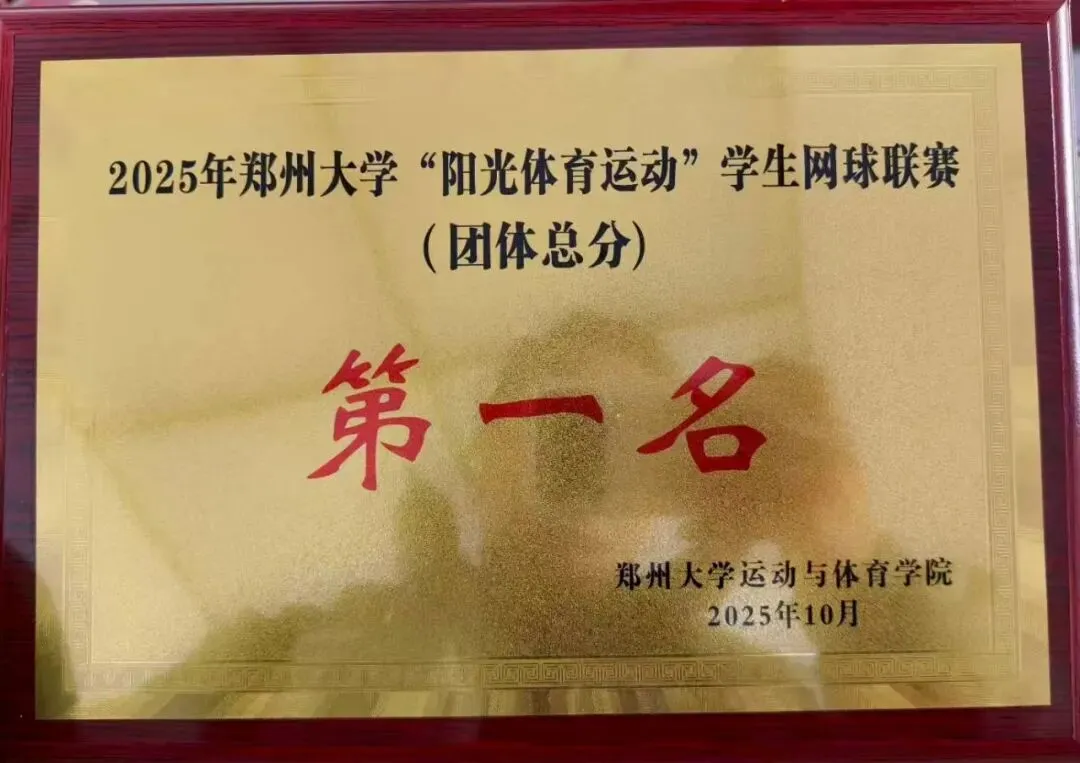 2025年郑州大学“阳光体育运动”学生网球联赛
（团体总分）
第一名
郑州大学运动与体育学院
2025年10月